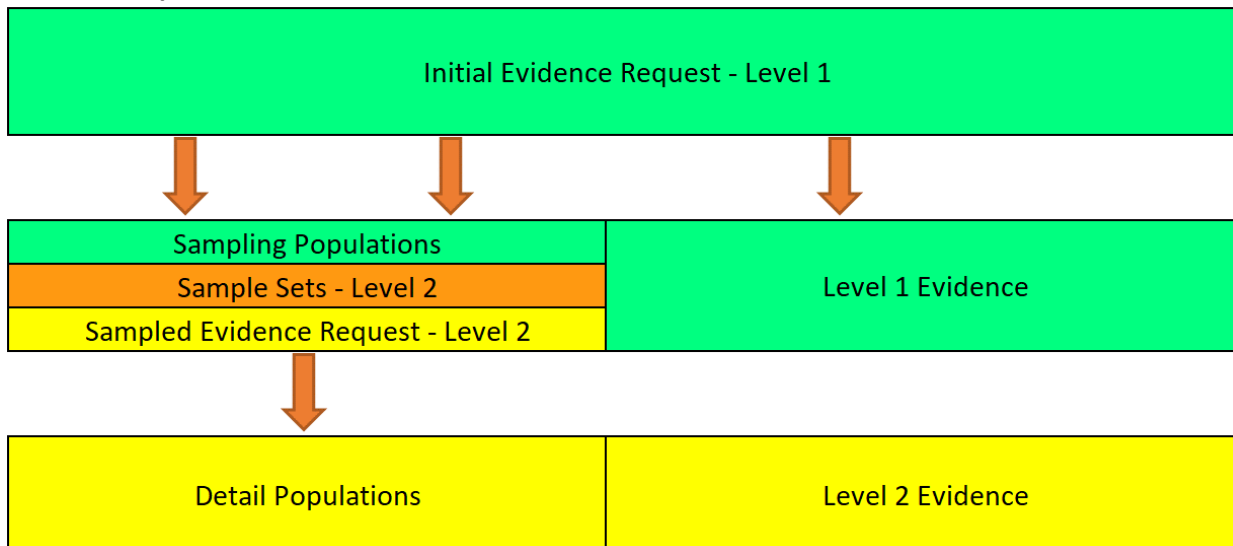 Initial Evidence Request - Level 1
Sampling Populations
Sample Sets - Level 2
Sampled Evidence Request - Level 2
Level 1 Evidence
Detail Populations
Level 2 Evidence